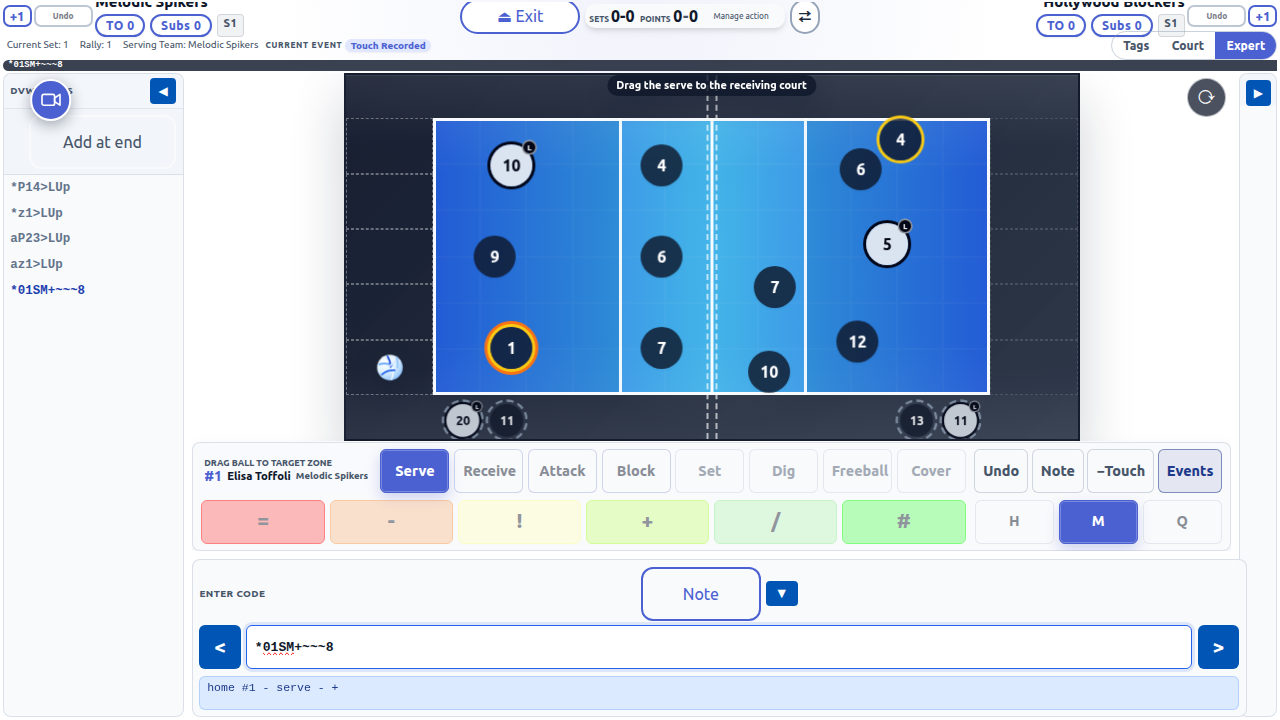 +1
Undo
Melodic Spikers
TO 0
Subs 0
S1
⏏ Exit
SETS 0-0 POINTS 0-0 Manage action
Hollywood Blockers
TO 0
Subs 0
S1
Undo
+1
Current Set: 1 Rally: 1 Serving Team: Melodic Spikers CURRENT EVENT Touch Recorded
Tags Court Expert
*01SM+~~~8
Add at end
*P14>LUp
*z1>LUp
aP23>LUp
az1>LUp
*01SM+~~~8
Drag the serve to the receiving court
10 L
4
4
6
9
6
5 L
7
1
7
12
10
20 L
11
13
11 L
DRAG BALL TO TARGET ZONE
#1 Elisa Toffoli Melodic Spikers
Serve Receive Attack Block Set Dig Freeball Cover Undo Note −Touch Events
= - ! + / # H M Q
ENTER CODE
Note
▼
<
*01SM+~~~8
>
home #1 - serve - +